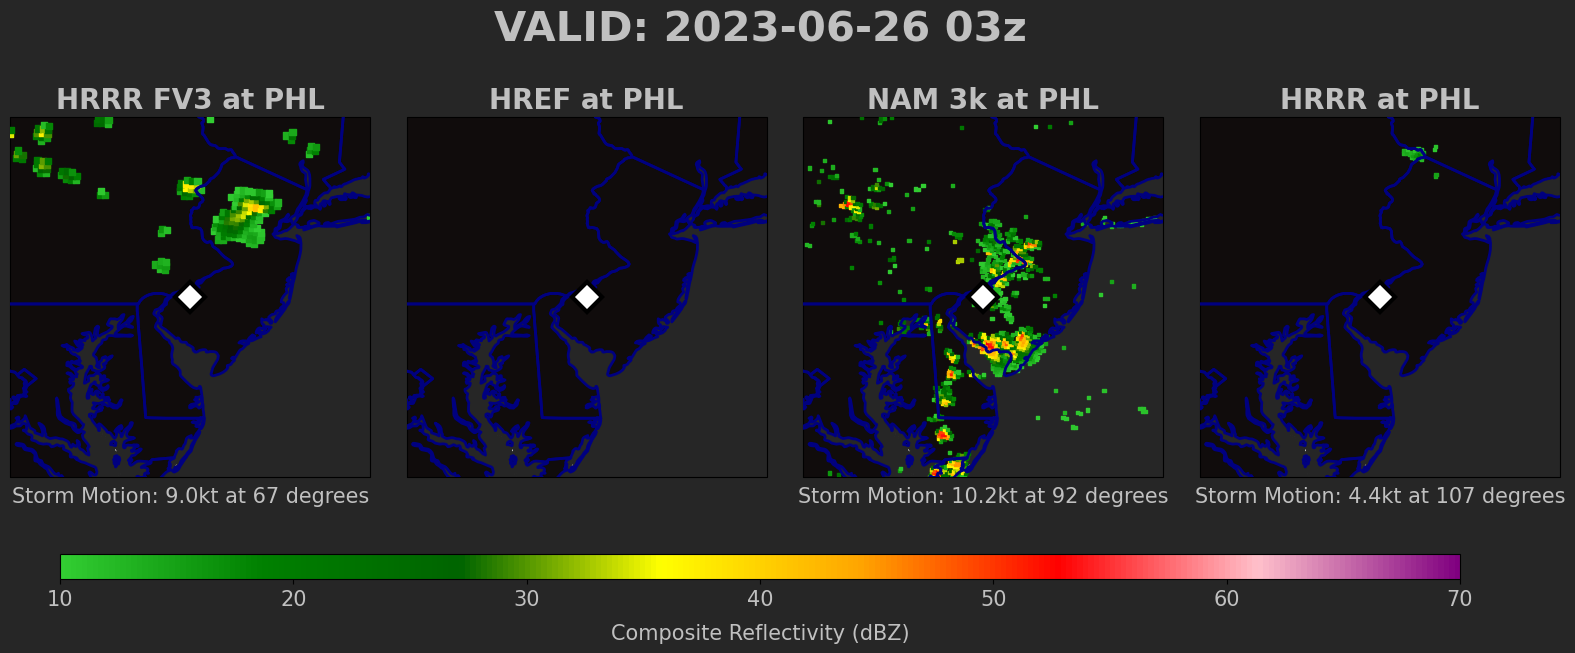 VALID: 2023-06-26 03z
HRRR FV3 at PHL
HREF at PHL
NAM 3k at PHL
HRRR at PHL
Storm Motion: 9.0kt at 67 degrees
Storm Motion: 10.2kt at 92 degrees
Storm Motion: 4.4kt at 107 degrees
10 20 30 40 50 60 70
Composite Reflectivity (dBZ)